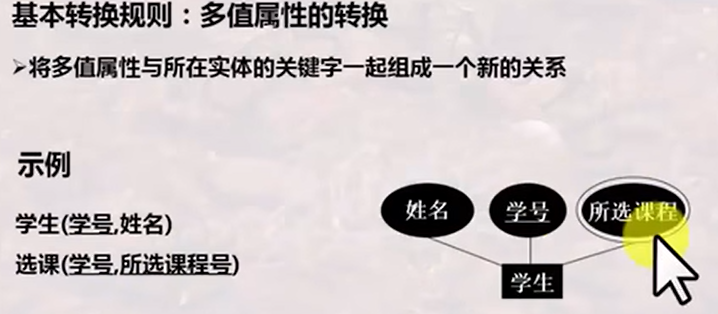 基本转换规则：多值属性的转换
➢将多值属性与所在实体的关键字一起组成一个新的关系
示例
学生(学号,姓名)
选课(学号,所选课程号)
姓名 学号 所选课程
学生